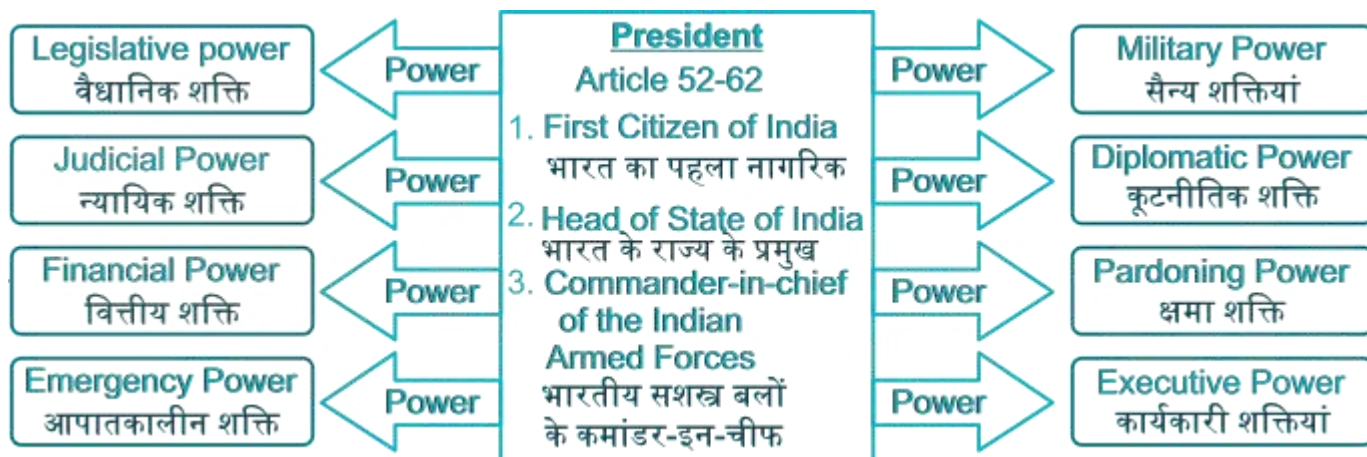 Legislative power
वैधानिक शक्ति
Power
Judicial Power
न्यायिक शक्ति
Power
Financial Power
वित्तीय शक्ति
Power
Emergency Power
आपातकालीन शक्ति
Power
President
Article 52-62
1. First Citizen of India
भारत का पहला नागरिक
2. Head of State of India
भारत के राज्य के प्रमुख
3. Commander-in-chief
of the Indian
Armed Forces
भारतीय सशस्त्र बलों
के कमांडर-इन-चीफ
Power
Military Power
सैन्य शक्तियां
Power
Diplomatic Power
कूटनीतिक शक्ति
Power
Pardoning Power
क्षमा शक्ति
Power
Executive Power
कार्यकारी शक्तियां